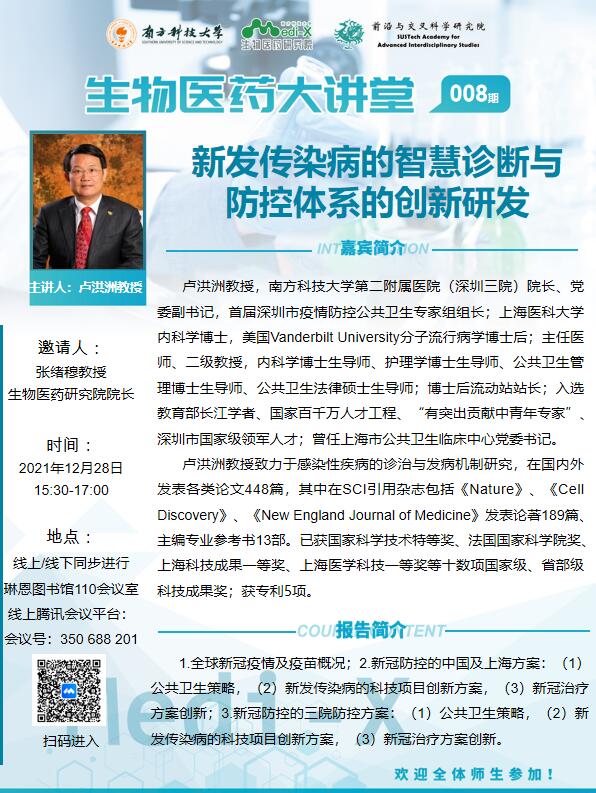 南方科技大学
SOUTHERN UNIVERSITY OF SCIENCE AND TECHNOLOGY
Medi-X
生物医药研究院
前沿与交叉科学研究院
SUSTech Academy for
Advanced Interdisciplinary Studies
生物医药大讲堂
008期
新发传染病的智慧诊断与
防控体系的创新研发
主讲人：卢洪洲教授
邀请人：
张绪穆教授
生物医药研究院院长
时间：
2021年12月28日
15:30-17:00
地点：
线上/线下同步进行
琳恩图书馆110会议室
线上腾讯会议平台：
会议号：350 688 201
扫码进入
嘉宾简介
卢洪洲教授，南方科技大学第二附属医院（深圳三院）院长、党
委副书记，首届深圳市疫情防控公共卫生专家组组长；上海医科大学
内科学博士，美国Vanderbilt University分子流行病学博士后；主任医
师、二级教授，内科学博士生导师、护理学博士生导师、公共卫生管
理博士生导师、公共卫生法律硕士生导师；博士后流动站站长；入选
教育部长江学者、国家百千万人才工程、“有突出贡献中青年专家”、
深圳市国家级领军人才；曾任上海市公共卫生临床中心党委书记。
卢洪洲教授致力于感染性疾病的诊治与发病机制研究，在国内外
发表各类论文448篇，其中在SCI引用杂志包括《Nature》、《Cell
Discovery》、《New England Journal of Medicine》发表论著189篇、
主编专业参考书13部。已获国家科学技术特等奖、法国国家科学院奖、
上海科技成果一等奖、上海医学科技一等奖等十数项国家级、省部级
科技成果奖；获专利5项。
报告简介
1.全球新冠疫情及疫苗概况；2.新冠防控的中国及上海方案：（1）
公共卫生策略，（2）新发传染病的科技项目创新方案，（3）新冠治疗
方案创新；3.新冠防控的三院防控方案：（1）公共卫生策略，（2）新
发传染病的科技项目创新方案，（3）新冠治疗方案创新。
Medi-X
欢迎全体师生参加！